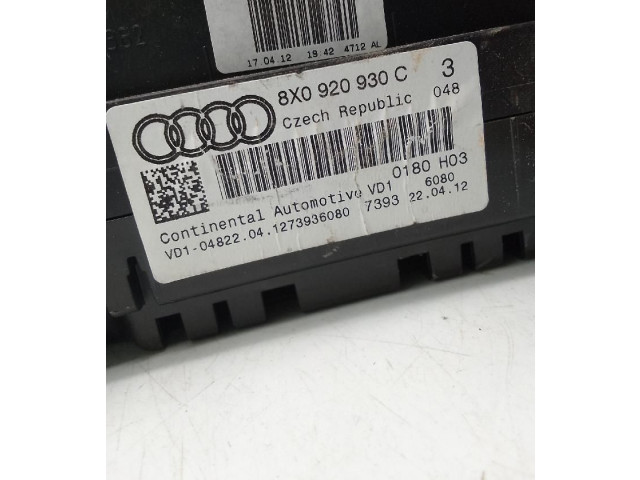 17.04.12 19:42 4712 AL
8X0 920 930 C 3
Czech Republic 048
0180 H03
Continental Automotive VD1 6080
VD1-04822.04.1273936080 7393 22.04.12